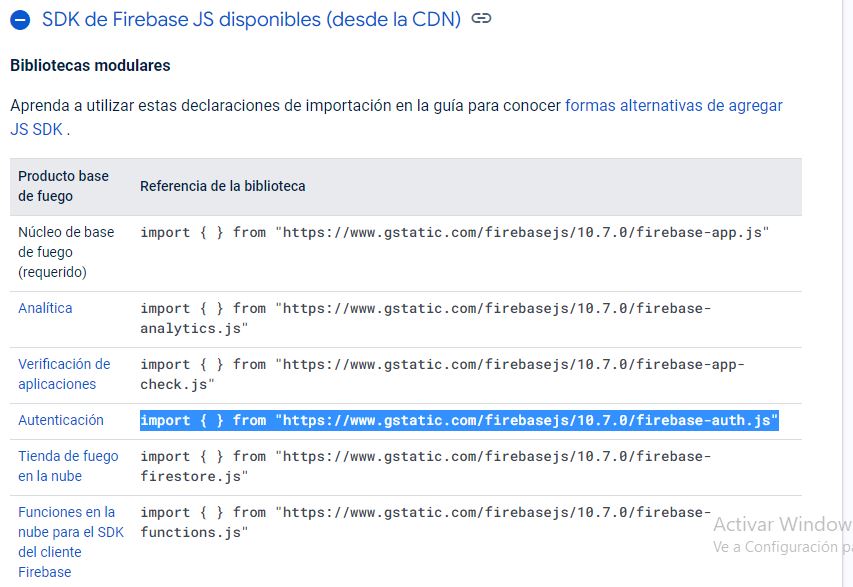 SDK de Firebase JS disponibles (desde la CDN)
Bibliotecas modulares
Aprenda a utilizar estas declaraciones de importación en la guía para conocer formas alternativas de agregar
JS SDK .
Producto base
de fuego
Referencia de la biblioteca
Núcleo de base
de fuego
(requerido)
import { } from "https://www.gstatic.com/firebasejs/10.7.0/firebase-app.js"
Analítica
import { } from "https://www.gstatic.com/firebasejs/10.7.0/firebase-
analytics.js"
Verificación de
aplicaciones
import { } from "https://www.gstatic.com/firebasejs/10.7.0/firebase-app-
check.js"
Autenticación
import { } from "https://www.gstatic.com/firebasejs/10.7.0/firebase-auth.js"
Tienda de fuego
en la nube
import { } from "https://www.gstatic.com/firebasejs/10.7.0/firebase-
firestore.js"
Funciones en la
nube para el SDK
del cliente
Firebase
import { } from "https://www.gstatic.com/firebasejs/10.7.0/firebase-
functions.js"
Activar Window
Ve a Configuración pa